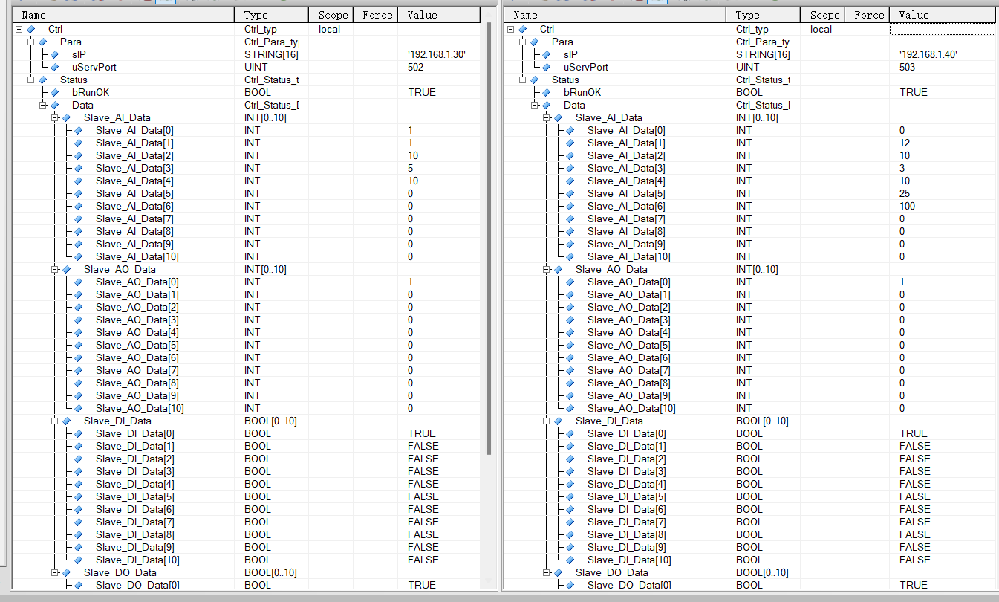 Name Type Scope Force Value
Ctrl Ctrl_typ local
Para Ctrl_Para_ty
sIP STRING[16] '192.168.1.30'
uServPort UINT 502
Status Ctrl_Status_t
bRunOK BOOL TRUE
Data Ctrl_Status_[
Slave_AI_Data INT[0..10]
Slave_AI_Data[0] INT 1
Slave_AI_Data[1] INT 1
Slave_AI_Data[2] INT 10
Slave_AI_Data[3] INT 5
Slave_AI_Data[4] INT 10
Slave_AI_Data[5] INT 0
Slave_AI_Data[6] INT 0
Slave_AI_Data[7] INT 0
Slave_AI_Data[8] INT 0
Slave_AI_Data[9] INT 0
Slave_AI_Data[10] INT 0
Slave_AO_Data INT[0..10]
Slave_AO_Data[0] INT 1
Slave_AO_Data[1] INT 0
Slave_AO_Data[2] INT 0
Slave_AO_Data[3] INT 0
Slave_AO_Data[4] INT 0
Slave_AO_Data[5] INT 0
Slave_AO_Data[6] INT 0
Slave_AO_Data[7] INT 0
Slave_AO_Data[8] INT 0
Slave_AO_Data[9] INT 0
Slave_AO_Data[10] INT 0
Slave_DI_Data BOOL[0..10]
Slave_DI_Data[0] BOOL TRUE
Slave_DI_Data[1] BOOL FALSE
Slave_DI_Data[2] BOOL FALSE
Slave_DI_Data[3] BOOL FALSE
Slave_DI_Data[4] BOOL FALSE
Slave_DI_Data[5] BOOL FALSE
Slave_DI_Data[6] BOOL FALSE
Slave_DI_Data[7] BOOL FALSE
Slave_DI_Data[8] BOOL FALSE
Slave_DI_Data[9] BOOL FALSE
Slave_DI_Data[10] BOOL FALSE
Slave_DO_Data BOOL[0..10]
Slave_DO_Data[0] BOOL TRUE
Name Type Scope Force Value
Ctrl Ctrl_typ local
Para Ctrl_Para_ty
sIP STRING[16] '192.168.1.40'
uServPort UINT 503
Status Ctrl_Status_t
bRunOK BOOL TRUE
Data Ctrl_Status_[
Slave_AI_Data INT[0..10]
Slave_AI_Data[0] INT 0
Slave_AI_Data[1] INT 12
Slave_AI_Data[2] INT 10
Slave_AI_Data[3] INT 3
Slave_AI_Data[4] INT 10
Slave_AI_Data[5] INT 25
Slave_AI_Data[6] INT 100
Slave_AI_Data[7] INT 0
Slave_AI_Data[8] INT 0
Slave_AI_Data[9] INT 0
Slave_AI_Data[10] INT 0
Slave_AO_Data INT[0..10]
Slave_AO_Data[0] INT 1
Slave_AO_Data[1] INT 0
Slave_AO_Data[2] INT 0
Slave_AO_Data[3] INT 0
Slave_AO_Data[4] INT 0
Slave_AO_Data[5] INT 0
Slave_AO_Data[6] INT 0
Slave_AO_Data[7] INT 0
Slave_AO_Data[8] INT 0
Slave_AO_Data[9] INT 0
Slave_AO_Data[10] INT 0
Slave_DI_Data BOOL[0..10]
Slave_DI_Data[0] BOOL TRUE
Slave_DI_Data[1] BOOL FALSE
Slave_DI_Data[2] BOOL FALSE
Slave_DI_Data[3] BOOL FALSE
Slave_DI_Data[4] BOOL FALSE
Slave_DI_Data[5] BOOL FALSE
Slave_DI_Data[6] BOOL FALSE
Slave_DI_Data[7] BOOL FALSE
Slave_DI_Data[8] BOOL FALSE
Slave_DI_Data[9] BOOL FALSE
Slave_DI_Data[10] BOOL FALSE
Slave_DO_Data BOOL[0..10]
Slave_DO_Data[0] BOOL TRUE